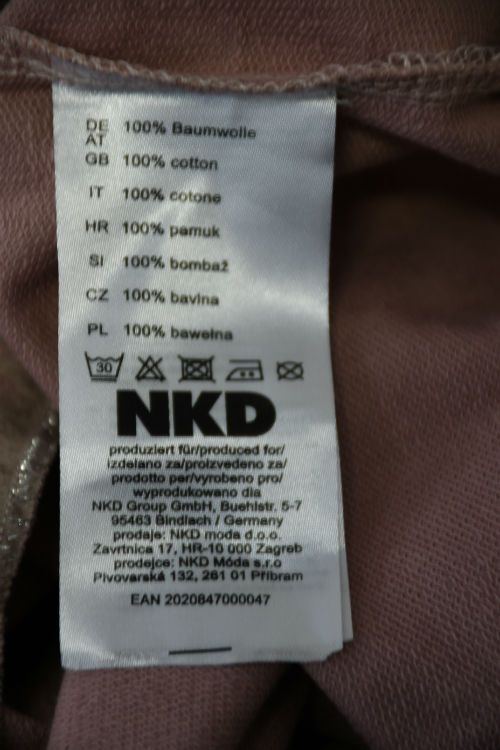 DE
AT 100% Baumwolle
GB 100% cotton
IT 100% cotone
HR 100% pamuk
SI 100% bombaž
CZ 100% bavlna
PL 100% bawełna
30
NKD
produziert für/produced for/
izdelano za/proizvedeno za/
prodotto per/vyrobeno pro/
wyprodukowano dla
NKD Group GmbH, Buehlstr. 5-7
95463 Bindlach / Germany
prodaje: NKD moda d.o.o.
Zavrtnica 17, HR-10 000 Zagreb
prodejce: NKD Móda s.r.o
Pivovarská 132, 261 01 Příbram
EAN 2020847000047